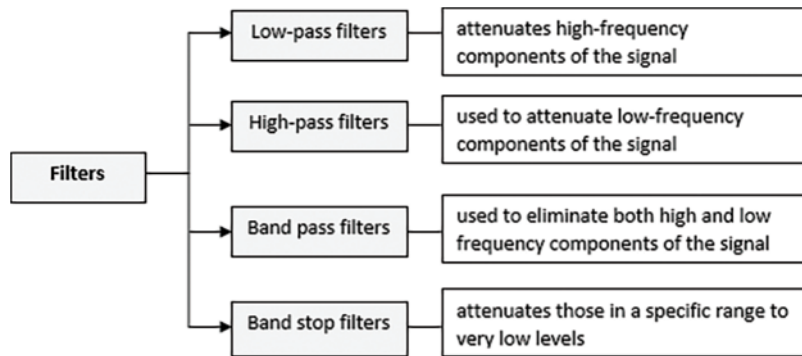 Filters
Low-pass filters
attenuates high-frequency
components of the signal
High-pass filters
used to attenuate low-frequency
components of the signal
Band pass filters
used to eliminate both high and low
frequency components of the signal
Band stop filters
attenuates those in a specific range to
very low levels